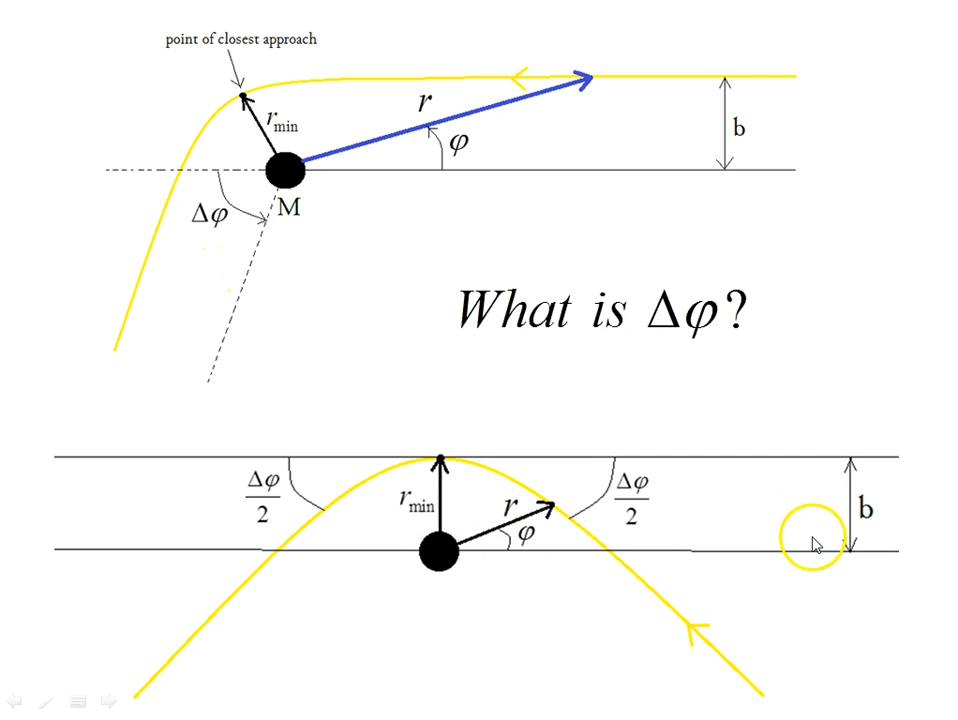 point of closest approach
r
r_min
φ
b
Δφ
M
What is Δφ?
Δφ/2
Δφ/2
r_min
r
φ
b